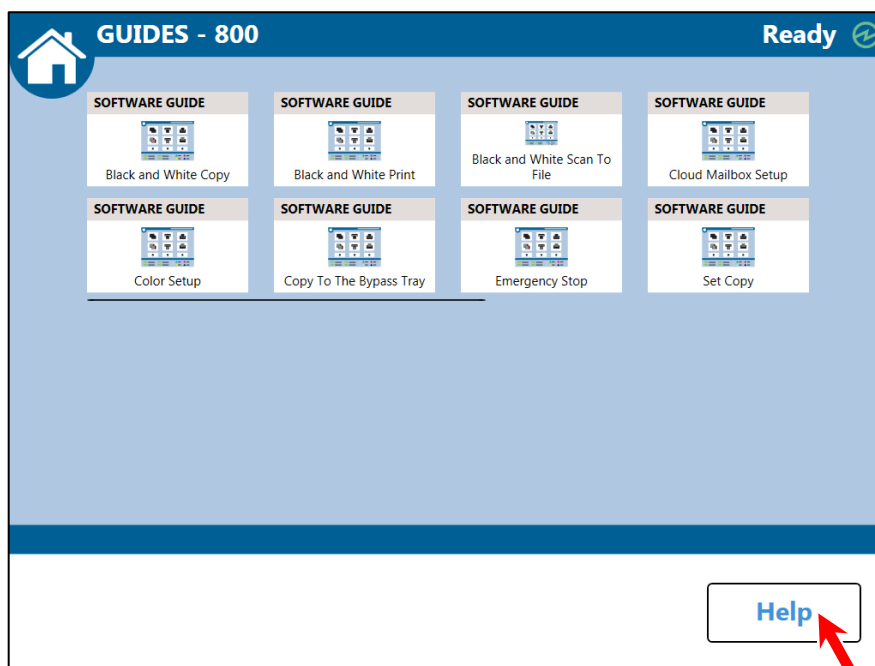 GUIDES - 800
Ready
SOFTWARE GUIDE
Black and White Copy
SOFTWARE GUIDE
Black and White Print
SOFTWARE GUIDE
Black and White Scan To
File
SOFTWARE GUIDE
Cloud Mailbox Setup
SOFTWARE GUIDE
Color Setup
SOFTWARE GUIDE
Copy To The Bypass Tray
SOFTWARE GUIDE
Emergency Stop
SOFTWARE GUIDE
Set Copy
Help